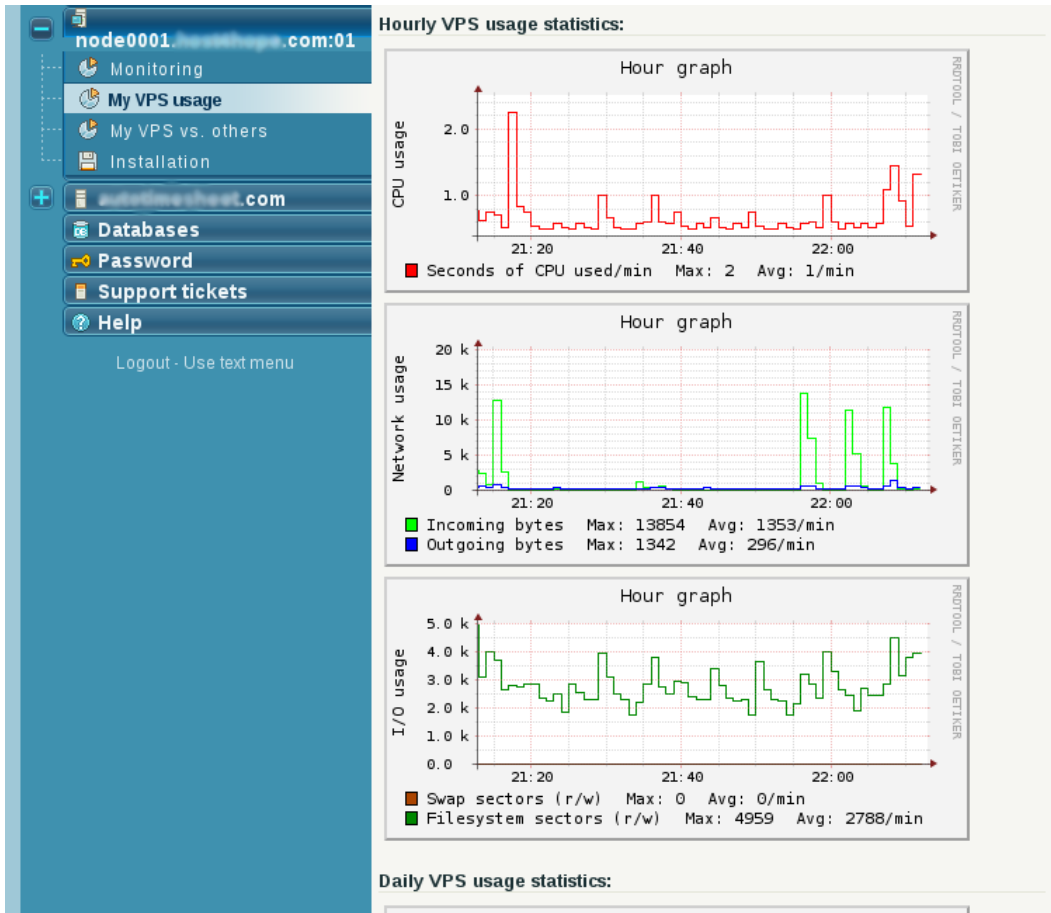 node0001. .com:01
Monitoring
My VPS usage
My VPS vs. others
Installation
.com
Databases
Password
Support tickets
Help
Logout - Use text menu
Hourly VPS usage statistics:
Hour graph
RRDTOOL / TOBI OETIKER
CPU usage
2.0
1.0
21:20 21:40 22:00
Seconds of CPU used/min Max: 2 Avg: 1/min
Hour graph
RRDTOOL / TOBI OETIKER
Network usage
20 k
15 k
10 k
5 k
0
21:20 21:40 22:00
Incoming bytes Max: 13854 Avg: 1353/min
Outgoing bytes Max: 1342 Avg: 296/min
Hour graph
RRDTOOL / TOBI OETIKER
I/O usage
5.0 k
4.0 k
3.0 k
2.0 k
1.0 k
0.0
21:20 21:40 22:00
Swap sectors (r/w) Max: 0 Avg: 0/min
Filesystem sectors (r/w) Max: 4959 Avg: 2788/min
Daily VPS usage statistics: